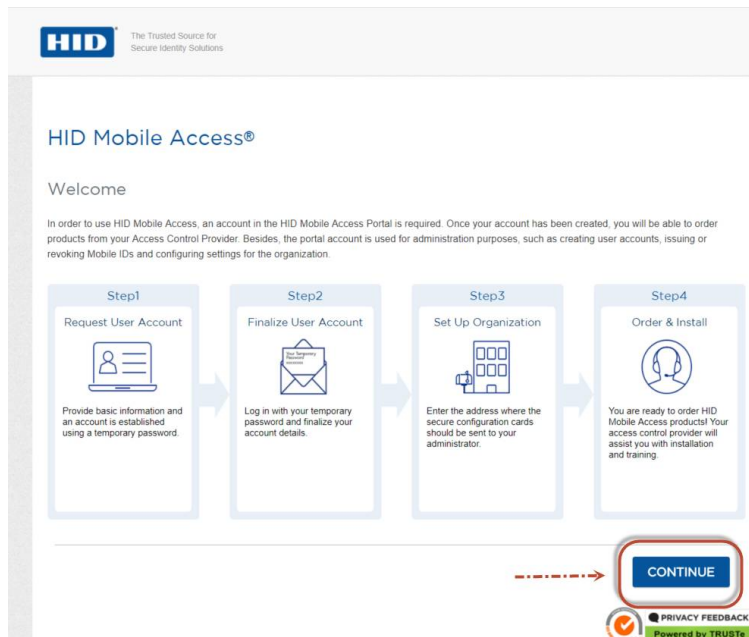 HID
The Trusted Source for
Secure Identity Solutions
HID Mobile Access®
Welcome
In order to use HID Mobile Access, an account in the HID Mobile Access Portal is required. Once your account has been created, you will be able to order
products from your Access Control Provider. Besides, the portal account is used for administration purposes, such as creating user accounts, issuing or
revoking Mobile IDs and configuring settings for the organization.
Step1
Request User Account
Provide basic information and
an account is established
using a temporary password.
Step2
Finalize User Account
Your Temporary
Password
Log in with your temporary
password and finalize your
account details.
Step3
Set Up Organization
Enter the address where the
secure configuration cards
should be sent to your
administrator.
Step4
Order & Install
You are ready to order HID
Mobile Access products! Your
access control provider will
assist you with installation
and training.
CONTINUE
PRIVACY FEEDBACK
Powered by TRUSTe